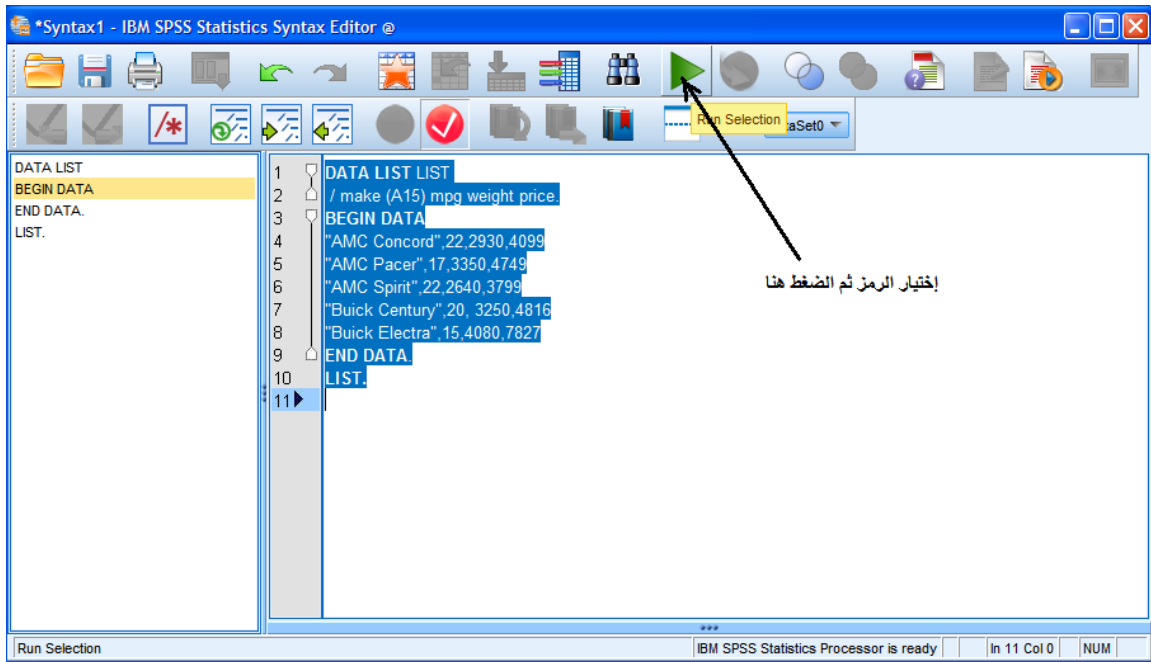 *Syntax1 - IBM SPSS Statistics Syntax Editor @
/*
Run Selection
aSet0
DATA LIST
BEGIN DATA
END DATA.
LIST.
1 DATA LIST LIST
2 / make (A15) mpg weight price.
3 BEGIN DATA
4 "AMC Concord",22,2930,4099
5 "AMC Pacer",17,3350,4749
6 "AMC Spirit",22,2640,3799
7 "Buick Century",20, 3250,4816
8 "Buick Electra",15,4080,7827
9 END DATA.
10 LIST.
11
إختيار الرمز ثم الضغط هنا
Run Selection
IBM SPSS Statistics Processor is ready
In 11 Col 0
NUM